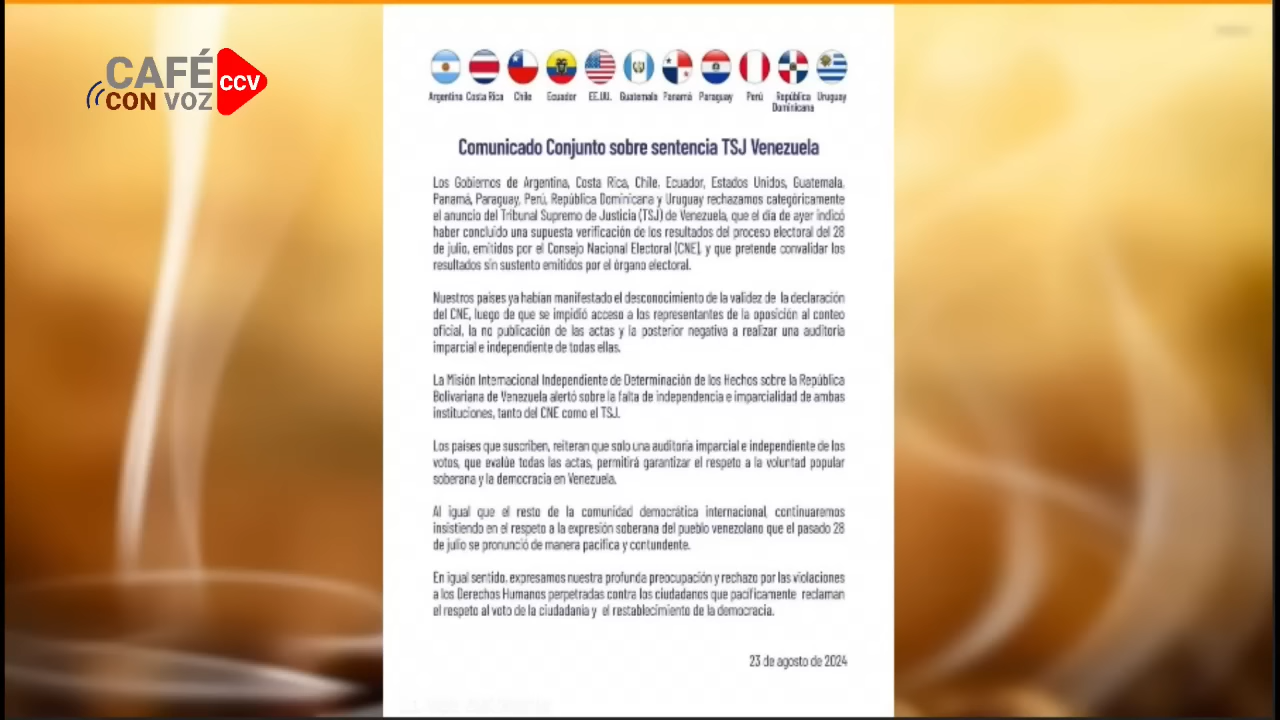 CAFÉ
CON VOZ
CCV
Argentina Costa Rica Chile Ecuador EE.UU. Guatemala Panamá Paraguay Perú República Dominicana Uruguay
Comunicado Conjunto sobre sentencia TSJ Venezuela
Los Gobiernos de Argentina, Costa Rica, Chile, Ecuador, Estados Unidos, Guatemala,
Panamá, Paraguay, Perú, República Dominicana y Uruguay rechazamos categóricamente
el anuncio del Tribunal Supremo de Justicia (TSJ) de Venezuela, que el día de ayer indicó
haber concluido una supuesta verificación de los resultados del proceso electoral del 28
de julio, emitidos por el Consejo Nacional Electoral (CNE), y que pretende convalidar los
resultados sin sustento emitidos por el órgano electoral.
Nuestros países ya habían manifestado el desconocimiento de la validez de la declaración
del CNE, luego de que se impidió acceso a los representantes de la oposición al conteo
oficial, la no publicación de las actas y la posterior negativa a realizar una auditoría
imparcial e independiente de todas ellas.
La Misión Internacional Independiente de Determinación de los Hechos sobre la República
Bolivariana de Venezuela alertó sobre la falta de independencia e imparcialidad de ambas
instituciones, tanto del CNE como el TSJ.
Los países que suscriben, reiteran que solo una auditoría imparcial e independiente de los
votos, que evalúe todas las actas, permitirá garantizar el respeto a la voluntad popular
soberana y la democracia en Venezuela.
Al igual que el resto de la comunidad democrática internacional, continuaremos
insistiendo en el respeto a la expresión soberana del pueblo venezolano que el pasado 28
de julio se pronunció de manera pacífica y contundente.
En igual sentido, expresamos nuestra profunda preocupación y rechazo por las violaciones
a los Derechos Humanos perpetradas contra los ciudadanos que pacíficamente reclaman
el respeto al voto de la ciudadanía y el restablecimiento de la democracia.
23 de agosto de 2024